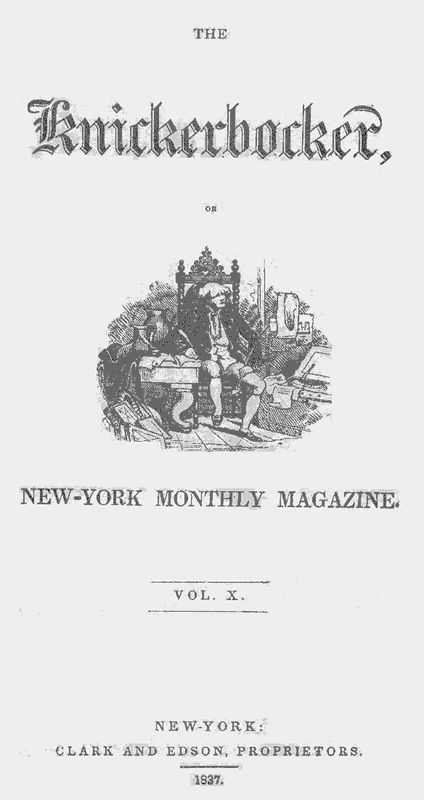 THE
Knickerbocker,
OR
NEW-YORK MONTHLY MAGAZINE.
VOL. X.
NEW-YORK:
CLARK AND EDSON, PROPRIETORS.
1837.